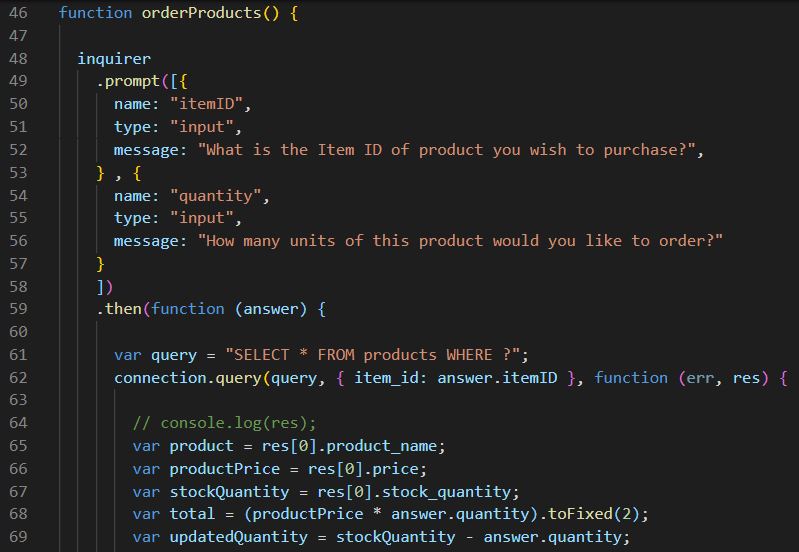 46 function orderProducts() {
47
48 inquirer
49 .prompt([{
50 name: "itemID",
51 type: "input",
52 message: "What is the Item ID of product you wish to purchase?",
53 } , {
54 name: "quantity",
55 type: "input",
56 message: "How many units of this product would you like to order?"
57 }
58 ])
59 .then(function (answer) {
60
61 var query = "SELECT * FROM products WHERE ?";
62 connection.query(query, { item_id: answer.itemID }, function (err, res) {
63
64 // console.log(res);
65 var product = res[0].product_name;
66 var productPrice = res[0].price;
67 var stockQuantity = res[0].stock_quantity;
68 var total = (productPrice * answer.quantity).toFixed(2);
69 var updatedQuantity = stockQuantity - answer.quantity;